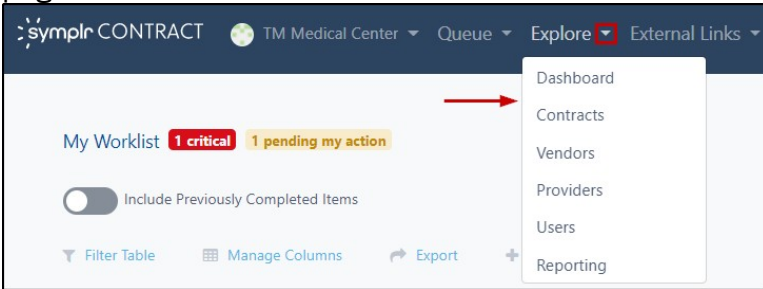 symplr CONTRACT TM Medical Center Queue Explore External Links
Dashboard
Contracts
Vendors
Providers
Users
Reporting
My Worklist 1 critical 1 pending my action
Include Previously Completed Items
Filter Table Manage Columns Export